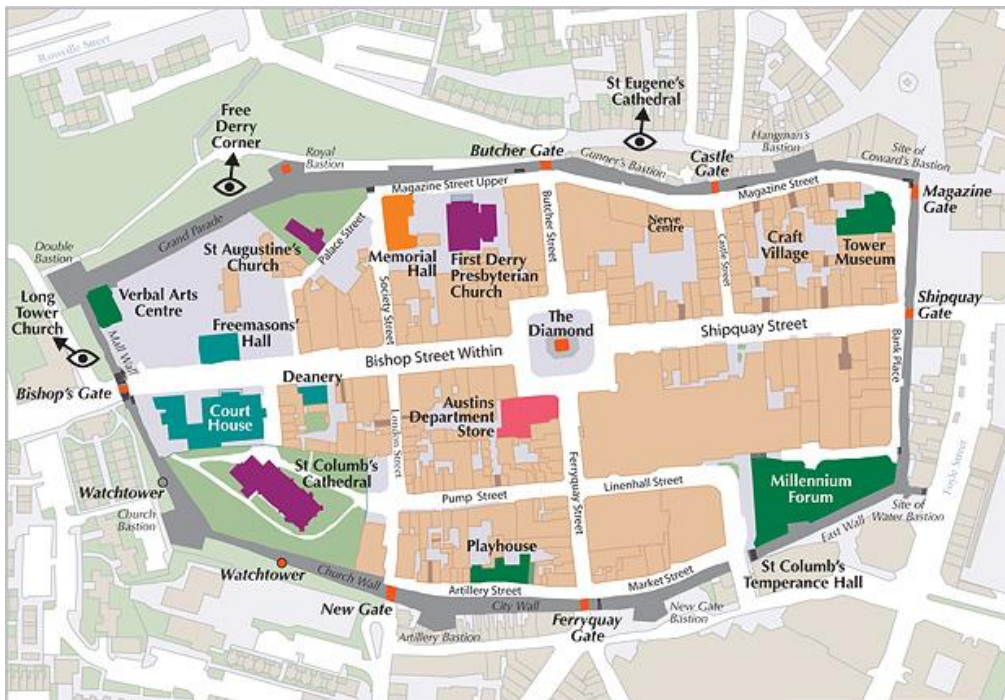 Rossville Street
Free
Derry
Corner
St Eugene's
Cathedral
Royal
Bastion
Butcher Gate
Gunner's Bastion
Castle
Gate
Hangman's
Bastion
Site of
Coward's Bastion
Magazine
Gate
Grand Parade
Magazine Street Upper
Magazine Street
Double
Bastion
St Augustine's
Church
Palace Street
Memorial
Hall
First Derry
Presbyterian
Church
Butcher Street
Nerve
Centre
Castle Street
Craft
Village
Tower
Museum
Long
Tower
Church
Verbal Arts
Centre
Mall Wall
Freemasons'
Hall
Society Street
The
Diamond
Shipquay Street
Shipquay
Gate
Bishop Street Within
Bank Place
Bishop's Gate
Deanery
Court
House
London Street
Austins
Department
Store
Ferryquay Street
St Columb's
Cathedral
Watchtower
Church
Bastion
Pump Street
Linenhall Street
Millennium
Forum
Foyle Street
Site of
Water Bastion
East Wall
Playhouse
St Columb's
Temperance Hall
Watchtower
Church Wall
Artillery Street
Market Street
New Gate
City Wall
Artillery Bastion
Ferryquay
Gate
New Gate
Bastion